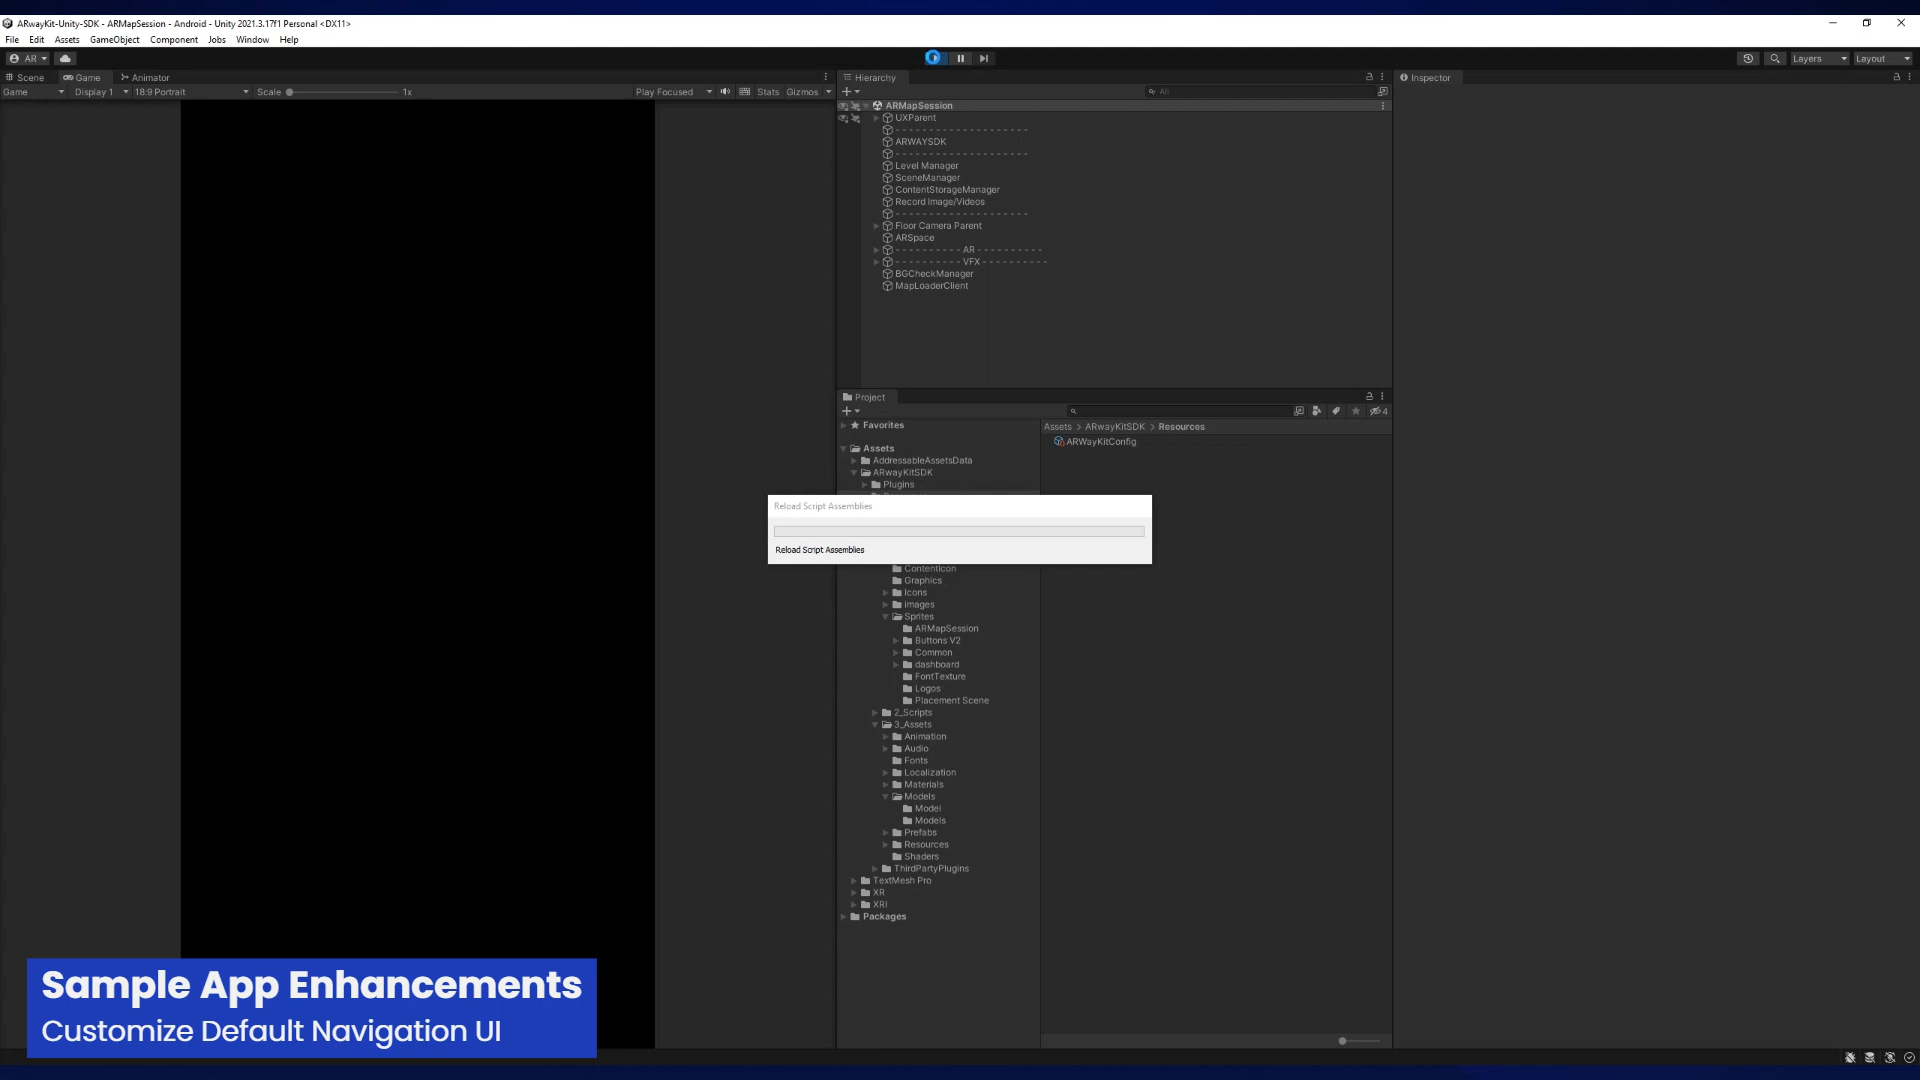 ARwayKit-Unity-SDK - ARMapSession - Android - Unity 2021.3.17f1 Personal <DX11>
File Edit Assets GameObject Component Jobs Window Help
AR
Layers
Layout
Scene
Game
Animator
Game
Display 1
18:9 Portrait
Scale
1x
Play Focused
Stats
Gizmos
Hierarchy
All
ARMapSession
UXParent
- - - - - - - - - - - - - - - - - - - - -
ARWAYSDK
- - - - - - - - - - - - - - - - - - - - -
Level Manager
SceneManager
ContentStorageManager
Record Image/Videos
- - - - - - - - - - - - - - - - - - - - -
Floor Camera Parent
ARSpace
- - - - - - - - - - AR - - - - - - - - - -
- - - - - - - - - - VFX - - - - - - - - - -
BGCheckManager
MapLoaderClient
Inspector
Project
4
Favorites
Assets
AddressableAssetsData
ARwayKitSDK
Plugins
Assets > ARwayKitSDK > Resources
ARWayKitConfig
Reload Script Assemblies
Reload Script Assemblies
ContentIcon
Graphics
Icons
images
Sprites
ARMapSession
Buttons V2
Common
dashboard
FontTexture
Logos
Placement Scene
2_Scripts
3_Assets
Animation
Audio
Fonts
Localization
Materials
Models
Model
Models
Prefabs
Resources
Shaders
ThirdPartyPlugins
TextMesh Pro
XR
XRI
Packages
Sample App Enhancements
Customize Default Navigation UI